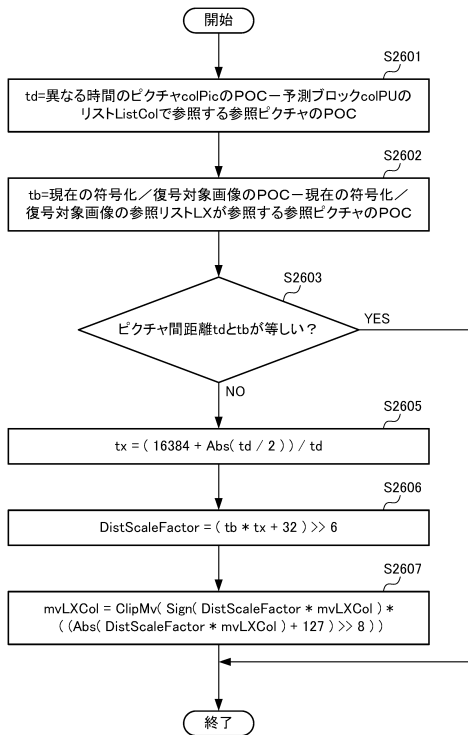 開始
S2601
td=異なる時間のピクチャcolPicのPOC－予測ブロックcolPUの
リストListColで参照する参照ピクチャのPOC
S2602
tb=現在の符号化／復号対象画像のPOC－現在の符号化／
復号対象画像の参照リストLXが参照する参照ピクチャのPOC
S2603
ピクチャ間距離tdとtbが等しい？
YES
NO
S2605
tx = ( 16384 + Abs( td / 2 ) ) / td
S2606
DistScaleFactor = ( tb * tx + 32 ) >> 6
S2607
mvLXCol = ClipMv( Sign( DistScaleFactor * mvLXCol ) *
( (Abs( DistScaleFactor * mvLXCol ) + 127 ) >> 8 ) )
終了